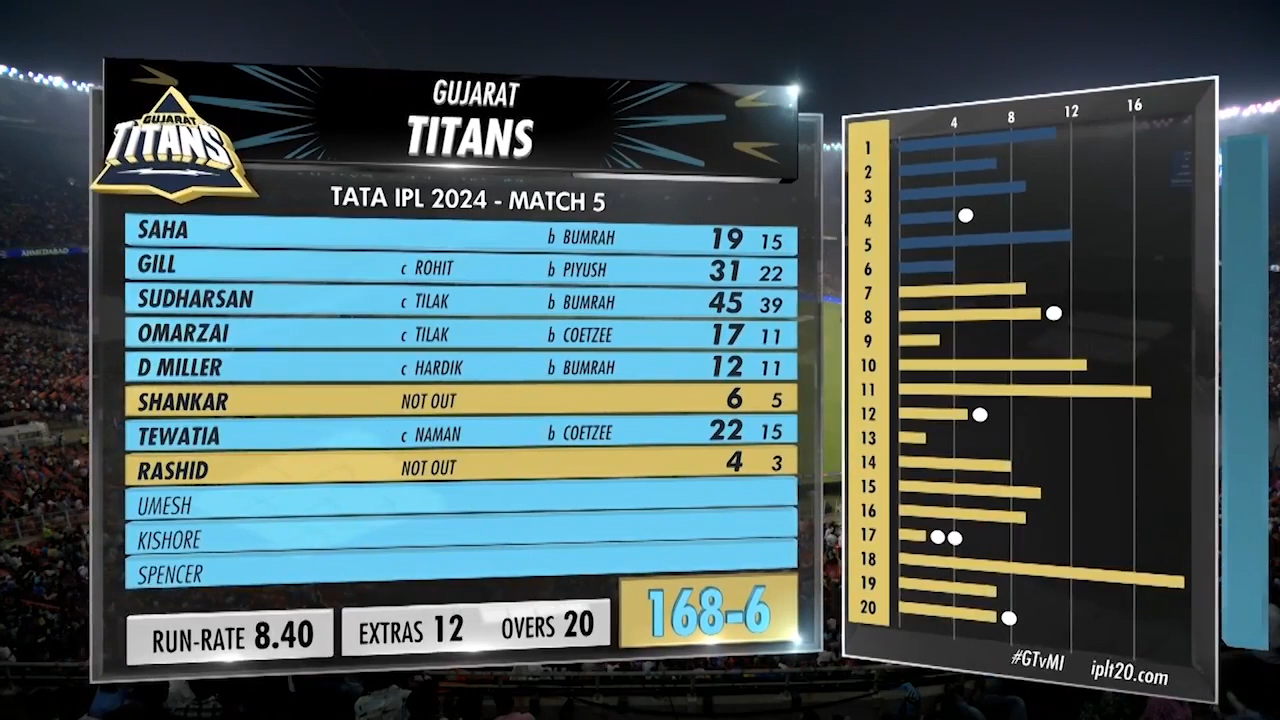 GUJARAT
TITANS
GUJARAT
TITANS
TATA IPL 2024 - MATCH 5
SAHA b BUMRAH 19 15
GILL c ROHIT b PIYUSH 31 22
SUDHARSAN c TILAK b BUMRAH 45 39
OMARZAI c TILAK b COETZEE 17 11
D MILLER c HARDIK b BUMRAH 12 11
SHANKAR NOT OUT 6 5
TEWATIA c NAMAN b COETZEE 22 15
RASHID NOT OUT 4 3
UMESH
KISHORE
SPENCER
RUN-RATE 8.40 EXTRAS 12 OVERS 20 168-6
4 8 12 16
1
2
3
4
5
6
7
8
9
10
11
12
13
14
15
16
17
18
19
20
#GTvMI iplt20.com
AHMEDABAD